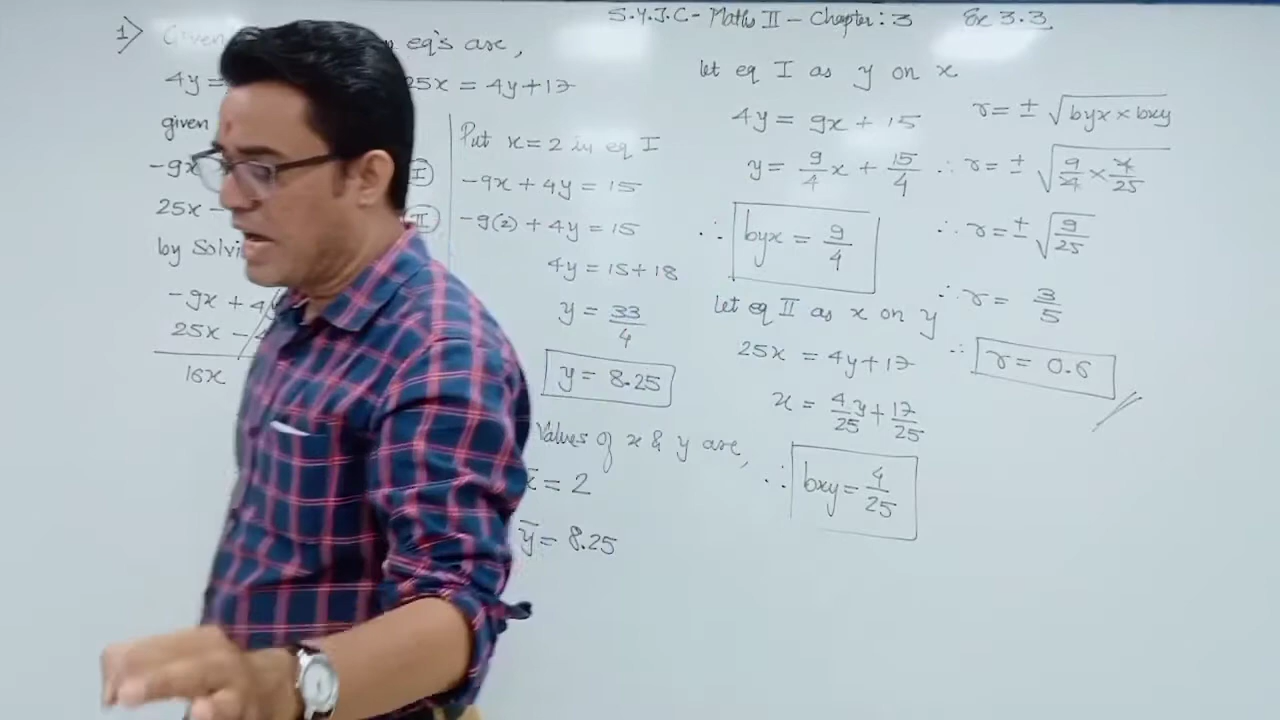 S.Y.J.C - Maths II - Chapter : 3 Ex 3.3
1) Given eq's are,
4y = 25x = 4y+17
given
-9x I
25x - II
by Solvi
-9x + 4y
25x -
16x
Put x = 2 in eq I
-9x + 4y = 15
-9(2) + 4y = 15
4y = 15+18
y = 33/4
y = 8.25
Values of x & y are,
x̄ = 2
ȳ = 8.25
let eq I as y on x
4y = 9x + 15
y = 9/4 x + 15/4
∴ byx = 9/4
let eq II as x on y
25x = 4y+17
x = 4/25 y + 17/25
∴ bxy = 4/25
r = ± √byx × bxy
∴ r = ± √9/4 × 4/25
∴ r = ± √9/25
∴ r = 3/5
∴ r = 0.6